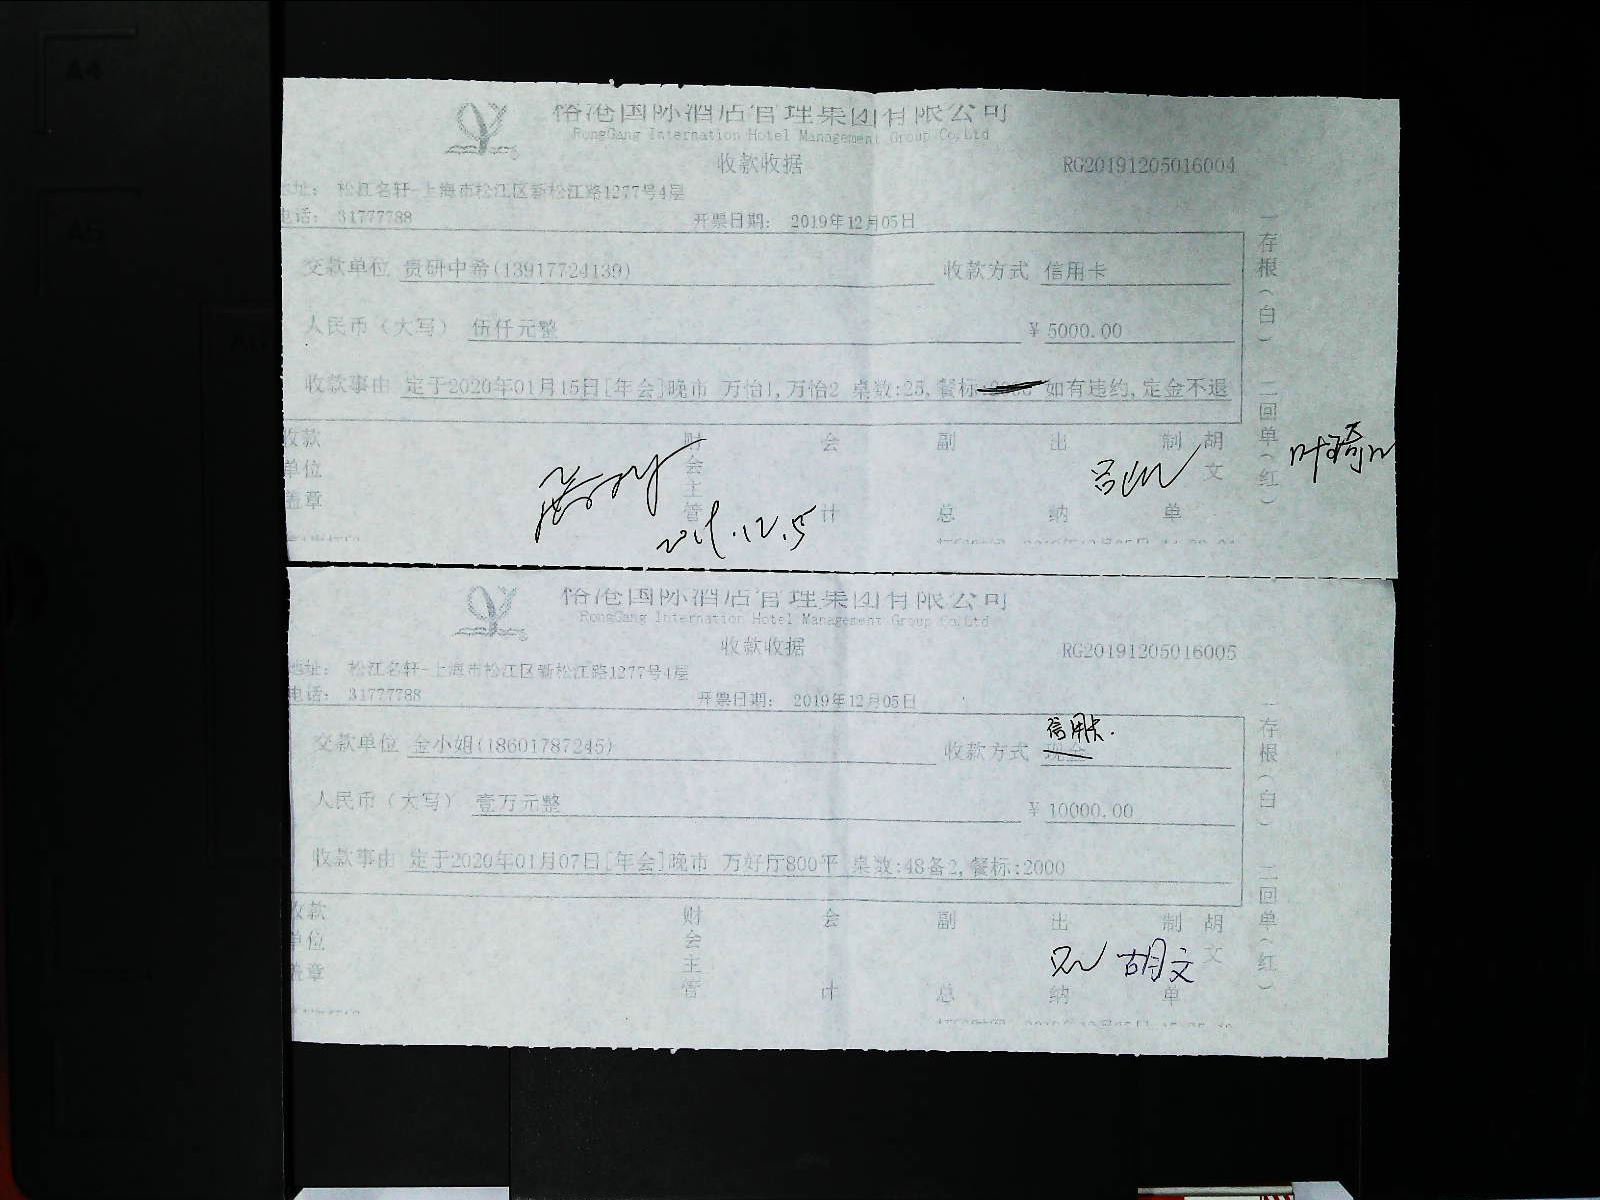 国际酒店管理集团有限公司
RongGang Internation Hotel Management Group Co,Ltd
收款收据 RG20191205016004
地址： 松江名轩-上海市松江区新松江路1277号4层
电话： 31777788 开票日期： 2019年12月05日
交款单位 贵研中希(13917724139) 收款方式 信用卡
人民币（大写） 伍仟元整 ￥ 5000.00
收款事由 定于2020年01月15日[年会]晚市 万怡1,万怡2 桌数:25,餐标: 如有违约,定金不退
一存根（白） 二回单（红）
收款单位盖章 财会主管 会计 副总 出纳 制单 胡文
2019.12.5
国际酒店管理集团有限公司
RongGang Internation Hotel Management Group Co,Ltd
收款收据 RG20191205016005
地址： 松江名轩-上海市松江区新松江路1277号4层
电话： 31777788 开票日期： 2019年12月05日
信用卡.
交款单位 金小姐(18601787245) 收款方式 现金
人民币（大写） 壹万元整 ￥ 10000.00
收款事由 定于2020年01月07日[年会]晚市 万好厅800平 桌数:48备2,餐标:2000
一存根（白） 二回单（红）
收款单位盖章 财会主管 会计 副总 出纳 制单 胡文
胡文